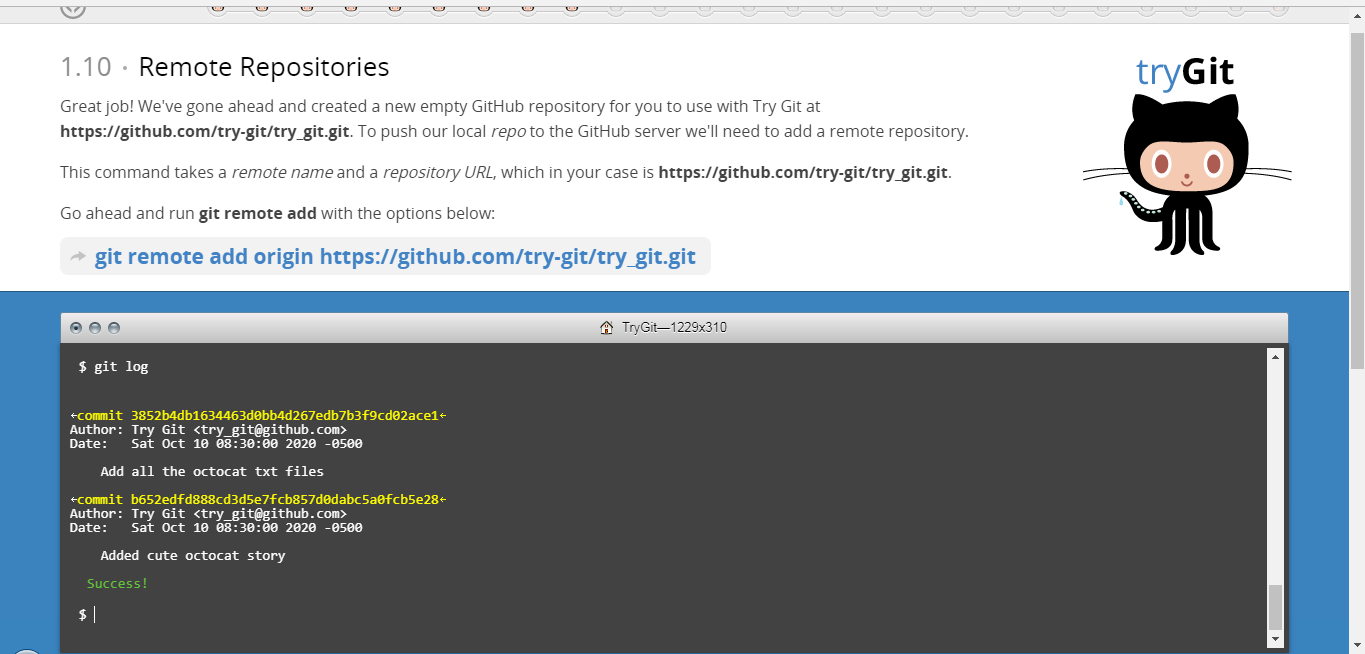 1.10 · Remote Repositories
tryGit
Great job! We've gone ahead and created a new empty GitHub repository for you to use with Try Git at
https://github.com/try-git/try_git.git. To push our local repo to the GitHub server we'll need to add a remote repository.
This command takes a remote name and a repository URL, which in your case is https://github.com/try-git/try_git.git.
Go ahead and run git remote add with the options below:
git remote add origin https://github.com/try-git/try_git.git
TryGit—1229x310
$ git log
←commit 3852b4db1634463d0bb4d267edb7b3f9cd02ace1←
Author: Try Git <try_git@github.com>
Date:   Sat Oct 10 08:30:00 2020 -0500
Add all the octocat txt files
←commit b652edfd888cd3d5e7fcb857d0dabc5a0fcb5e28←
Author: Try Git <try_git@github.com>
Date:   Sat Oct 10 08:30:00 2020 -0500
Added cute octocat story
Success!
$